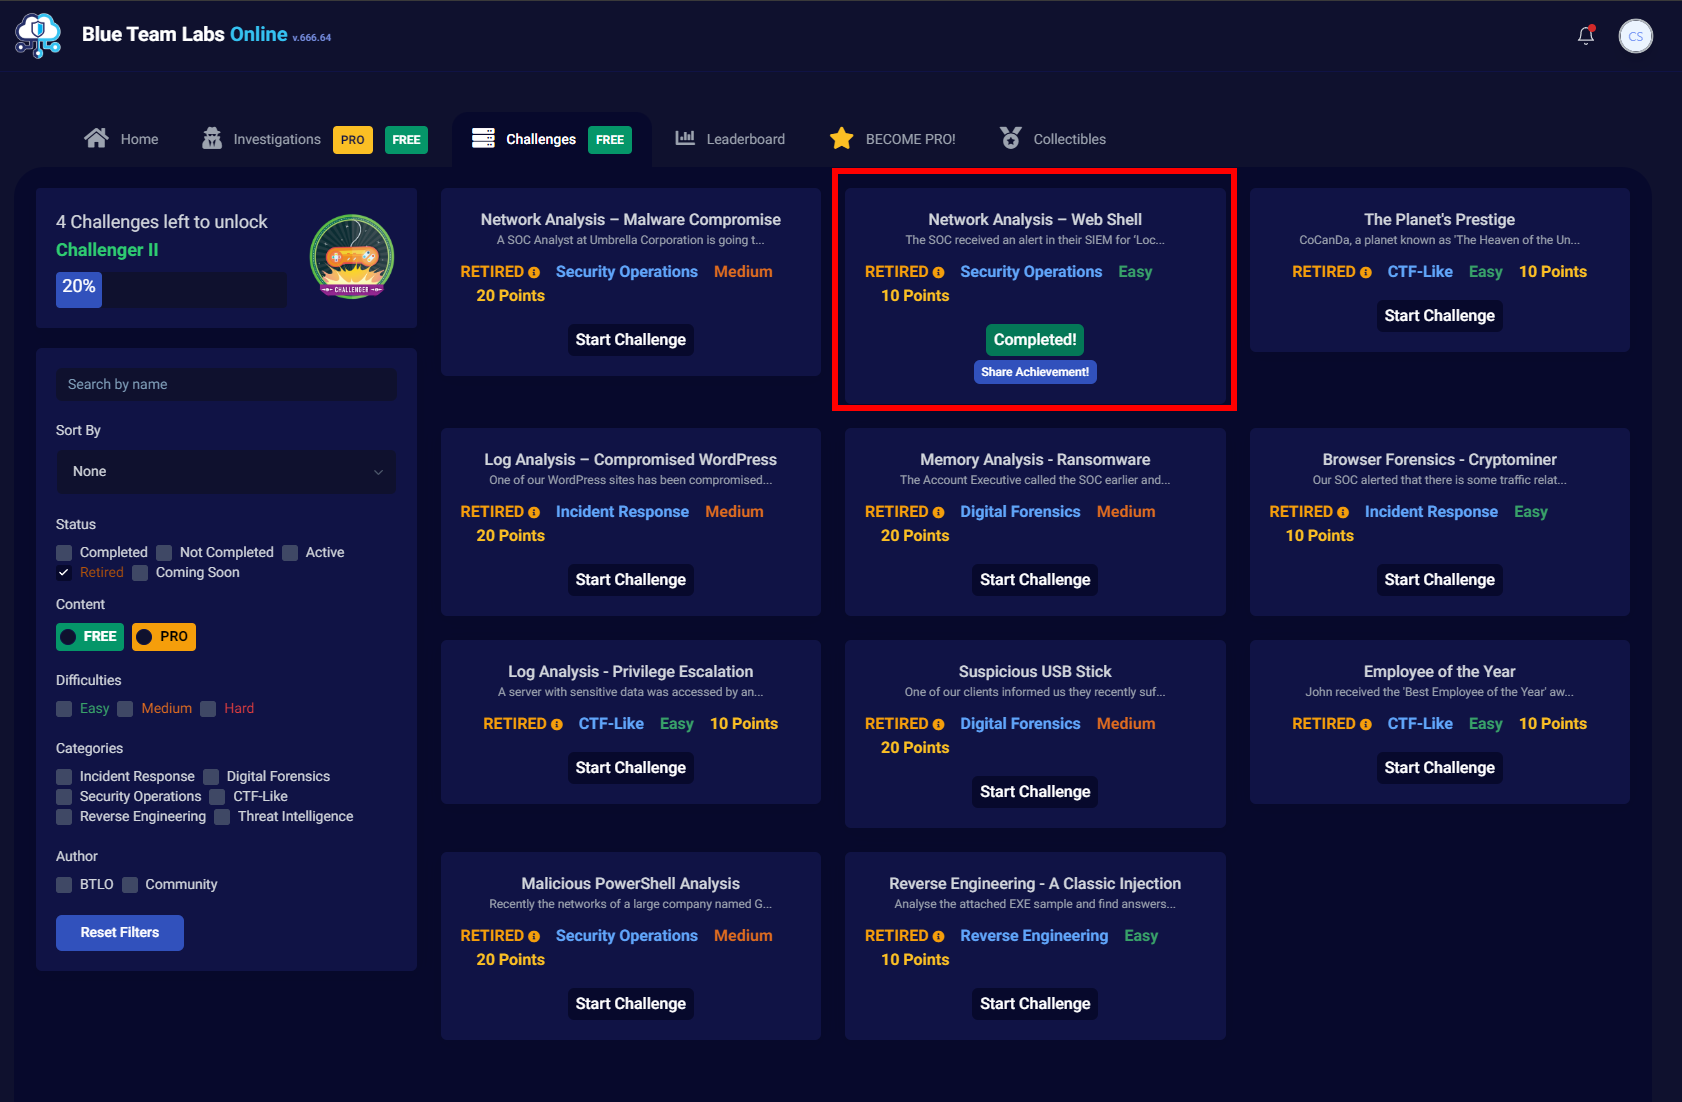 Blue Team Labs Online v.666.64
CS
Home
Investigations PRO FREE
Challenges FREE
Leaderboard
BECOME PRO!
Collectibles
4 Challenges left to unlock
Challenger II
20%
CHALLENGER
Search by name
Sort By
None
Status
Completed Not Completed Active
Retired Coming Soon
Content
FREE PRO
Difficulties
Easy Medium Hard
Categories
Incident Response Digital Forensics
Security Operations CTF-Like
Reverse Engineering Threat Intelligence
Author
BTLO Community
Reset Filters
Network Analysis – Malware Compromise
A SOC Analyst at Umbrella Corporation is going t...
RETIRED Security Operations Medium
20 Points
Start Challenge
Network Analysis – Web Shell
The SOC received an alert in their SIEM for 'Loc...
RETIRED Security Operations Easy
10 Points
Completed!
Share Achievement!
The Planet's Prestige
CoCanDa, a planet known as 'The Heaven of the Un...
RETIRED CTF-Like Easy 10 Points
Start Challenge
Log Analysis – Compromised WordPress
One of our WordPress sites has been compromised...
RETIRED Incident Response Medium
20 Points
Start Challenge
Memory Analysis - Ransomware
The Account Executive called the SOC earlier and...
RETIRED Digital Forensics Medium
20 Points
Start Challenge
Browser Forensics - Cryptominer
Our SOC alerted that there is some traffic relat...
RETIRED Incident Response Easy
10 Points
Start Challenge
Log Analysis - Privilege Escalation
A server with sensitive data was accessed by an...
RETIRED CTF-Like Easy 10 Points
Start Challenge
Suspicious USB Stick
One of our clients informed us they recently suf...
RETIRED Digital Forensics Medium
20 Points
Start Challenge
Employee of the Year
John received the 'Best Employee of the Year' aw...
RETIRED CTF-Like Easy 10 Points
Start Challenge
Malicious PowerShell Analysis
Recently the networks of a large company named G...
RETIRED Security Operations Medium
20 Points
Start Challenge
Reverse Engineering - A Classic Injection
Analyse the attached EXE sample and find answers...
RETIRED Reverse Engineering Easy
10 Points
Start Challenge